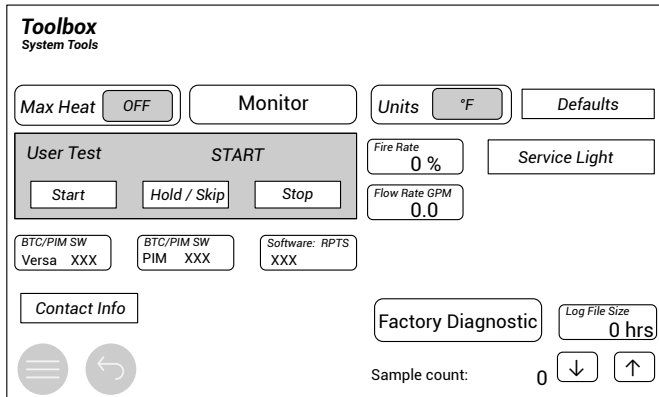 Toolbox
System Tools
Max Heat OFF
Monitor
Units °F
Defaults
User Test START
Start
Hold / Skip
Stop
Fire Rate
0 %
Service Light
Flow Rate GPM
0.0
BTC/PIM SW
Versa XXX
BTC/PIM SW
PIM XXX
Software: RPTS
XXX
Contact Info
Factory Diagnostic
Log File Size
0 hrs
Sample count: 0